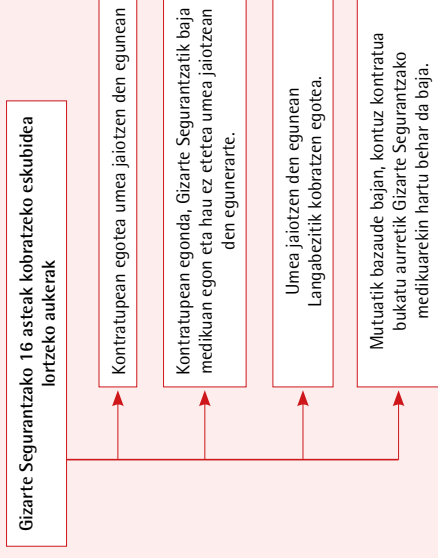 Gizarte Segurantzako 16 asteak kobratzeko eskubidea
lortzeko aukerak
Kontratupean egotea umea jaiotzen den egunean
Kontratupean egonda, Gizarte Segurantzatik baja
medikuan egon eta hau ez etetea umea jaiotzean
den egunerarte.
Umea jaiotzen den egunean
Langabezitik kobratzen egotea.
Mutuatik bazaude bajan, kontuz kontratua
bukatu aurretik Gizarte Segurantzako
medikuarekin hartu behar da baja.